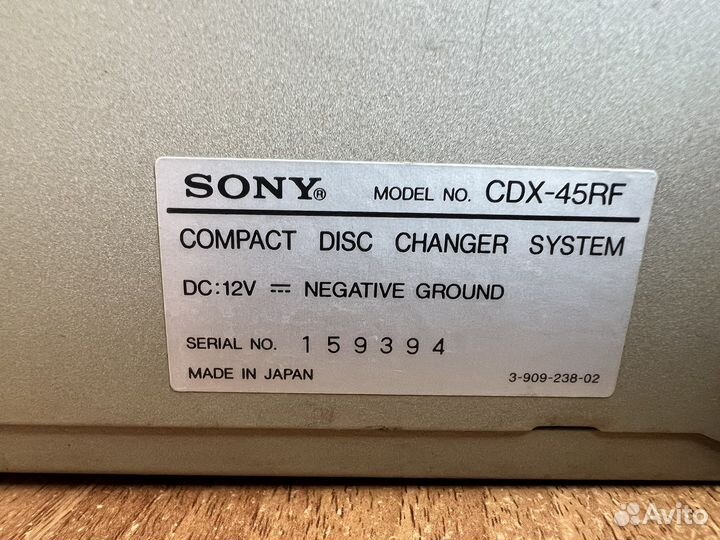 SONY® MODEL NO. CDX-45RF
COMPACT DISC CHANGER SYSTEM
DC:12V ⎓ NEGATIVE GROUND
SERIAL NO. 159394
MADE IN JAPAN 3-909-238-02
Avito